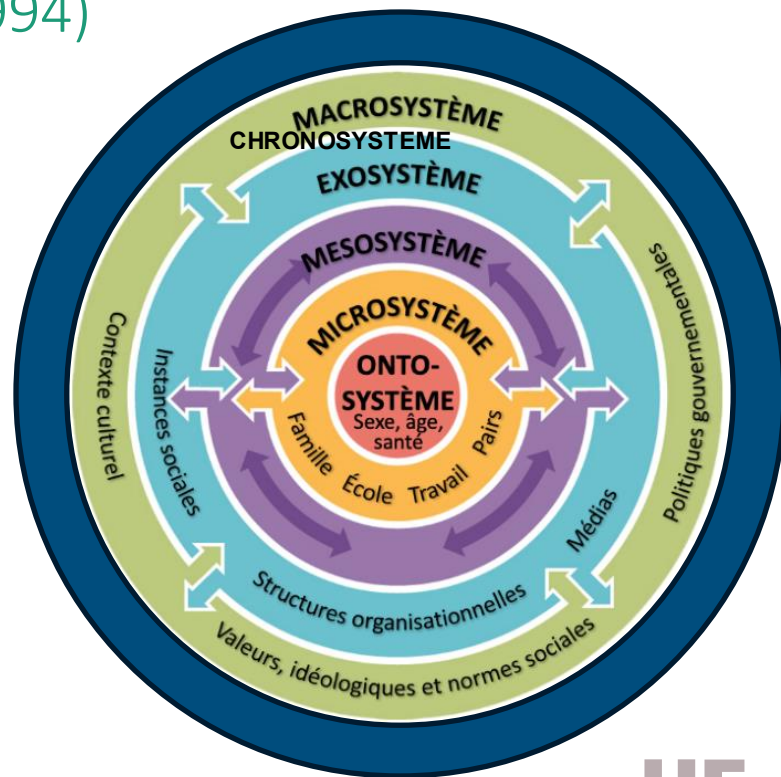 994)
MACROSYSTÈME
CHRONOSYSTEME
EXOSYSTÈME
MESOSYSTÈME
MICROSYSTÈME
ONTO-
SYSTÈME
Sexe, âge,
santé
Famille École Travail Pairs
Instances sociales
Structures organisationnelles
Médias
Contexte culturel
Valeurs, idéologiques et normes sociales
Politiques gouvernementales